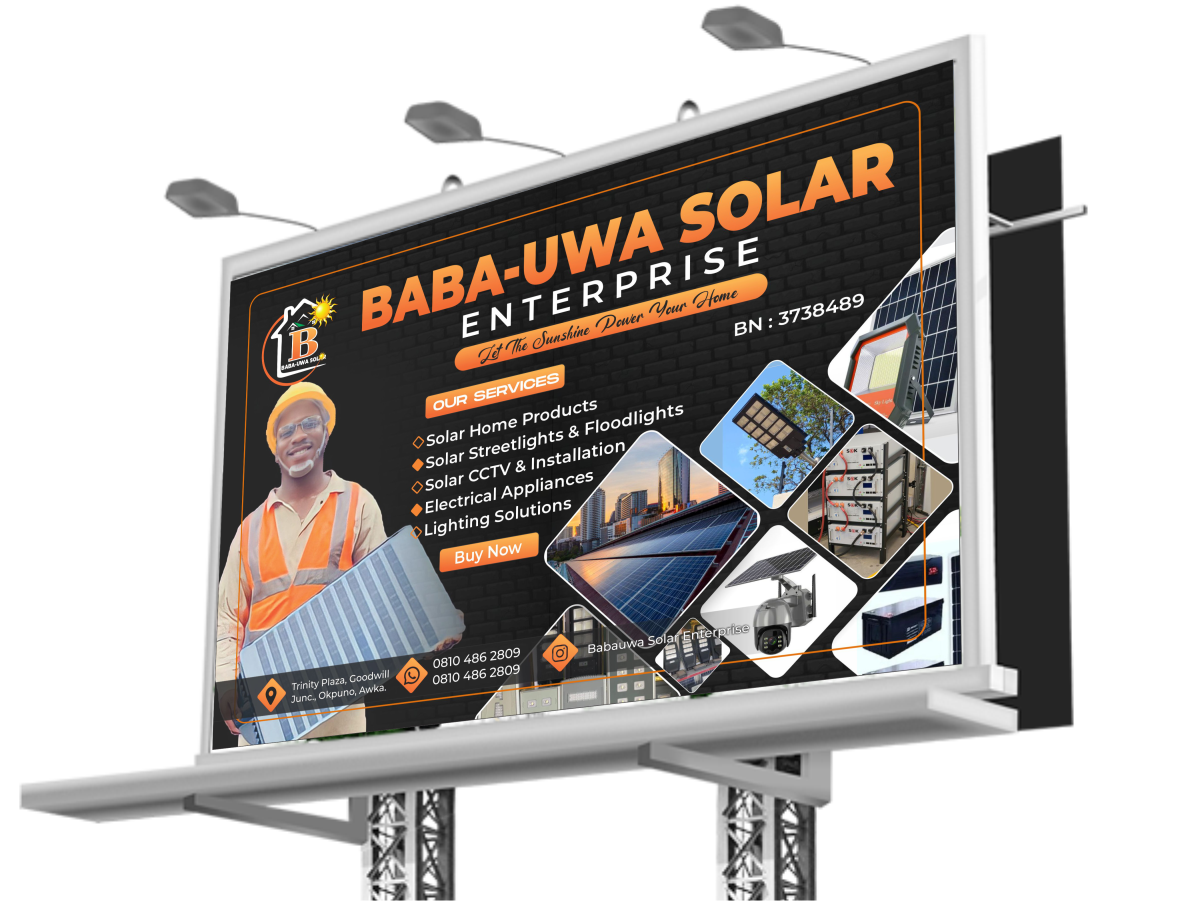 BABA-UWA SOLAR
ENTERPRISE
Let The Sunshine Power Your Home
BN : 3738489
B
BABA-UWA SOLAR
OUR SERVICES
Solar Home Products
Solar Streetlights & Floodlights
Solar CCTV & Installation
Electrical Appliances
Lighting Solutions
Buy Now
Trinity Plaza, Goodwill
Junc., Okpuno, Awka.
0810 486 2809
0810 486 2809
Babauwa Solar Enterprise